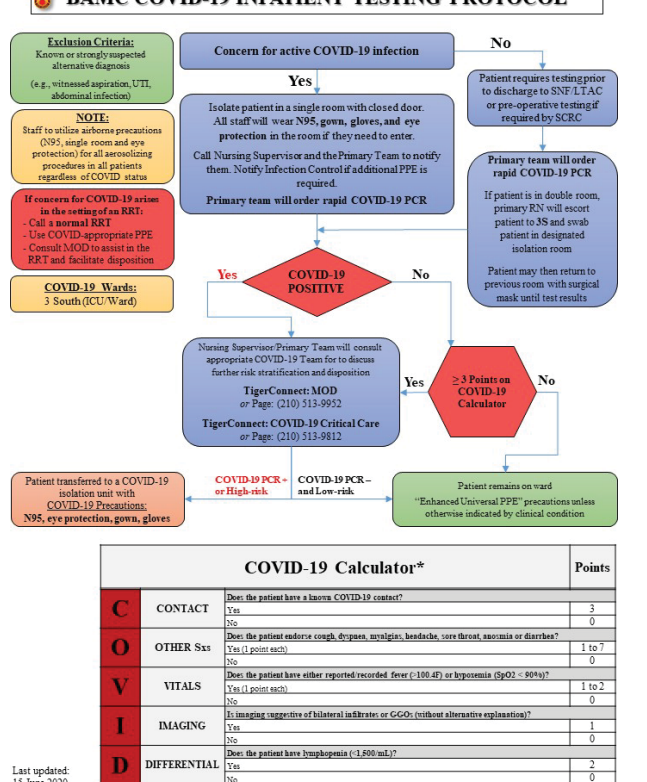 BAMC COVID-19 INPATIENT TESTING PROTOCOL
Exclusion Criteria:
Known or strongly suspected
alternative diagnosis
(e.g., witnessed aspiration, UTI,
abdominal infection)
NOTE:
Staff to utilize airborne precautions
(N95, single room and eye
protection) for all aerosolizing
procedures in all patients
regardless of COVID status
If concern for COVID-19 arises
in the setting of an RRT:
- Call a normal RRT
- Use COVID-appropriate PPE
- Consult MOD to assist in the
RRT and facilitate disposition
COVID-19 Wards:
3 South (ICU/Ward)
Concern for active COVID-19 infection
No
Yes
Isolate patient in a single room with closed door.
All staff will wear N95, gown, gloves, and eye
protection in the room if they need to enter.
Call Nursing Supervisor and the Primary Team to notify
them. Notify Infection Control if additional PPE is
required.
Primary team will order rapid COVID-19 PCR
Patient requires testing prior
to discharge to SNF/LTAC
or pre-operative testing if
required by SCRC
Primary team will order
rapid COVID-19 PCR
If patient is in double room,
primary RN will escort
patient to 3S and swab
patient in designated
isolation room
Patient may then return to
previous room with surgical
mask until test results
Yes
COVID-19
POSITIVE
No
Nursing Supervisor/Primary Team will consult
appropriate COVID-19 Team for to discuss
further risk stratification and disposition
TigerConnect: MOD
or Page: (210) 513-9952
TigerConnect: COVID-19 Critical Care
or Page: (210) 513-9812
Yes
≥ 3 Points on
COVID-19
Calculator
No
Patient transferred to a COVID-19
isolation unit with
COVID-19 Precautions:
N95, eye protection, gown, gloves
COVID-19 PCR +
or High-risk
COVID-19 PCR –
and Low-risk
Patient remains on ward
"Enhanced Universal PPE" precautions unless
otherwise indicated by clinical condition
COVID-19 Calculator* Points
C CONTACT
Does the patient have a known COVID-19 contact?
Yes 3
No 0
O OTHER Sxs
Does the patient endorse cough, dyspnea, myalgias, headache, sore throat, anosmia or diarrhea?
Yes (1 point each) 1 to 7
No 0
V VITALS
Does the patient have either reported/recorded fever (>100.4F) or hypoxemia (SpO2 < 90%)?
Yes (1 point each) 1 to 2
No 0
I IMAGING
Is imaging suggestive of bilateral infiltrates or GGOs (without alternative explanation)?
Yes 1
No 0
D DIFFERENTIAL
Does the patient have lymphopenia (<1,500/mL)?
Yes 2
No 0
Last updated:
15 June 2020